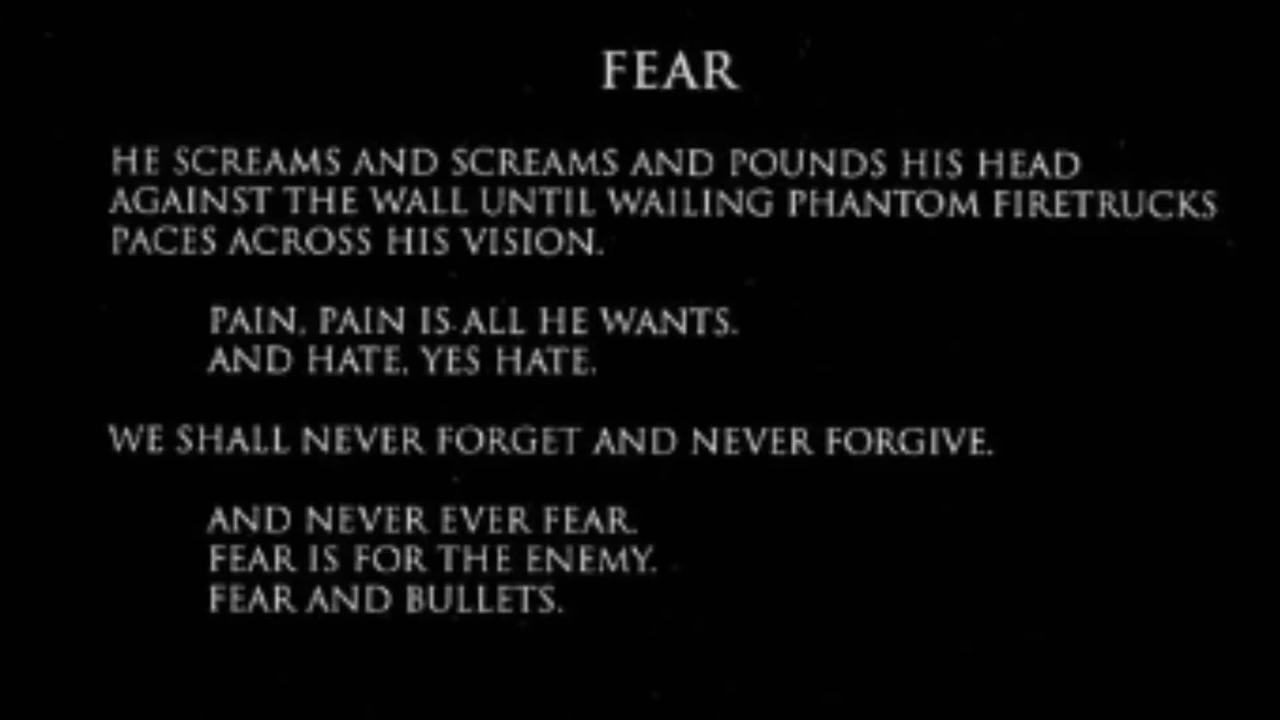 FEAR
HE SCREAMS AND SCREAMS AND POUNDS HIS HEAD
AGAINST THE WALL UNTIL WAILING PHANTOM FIRETRUCKS
PACES ACROSS HIS VISION.
PAIN, PAIN IS ALL HE WANTS.
AND HATE, YES HATE.
WE SHALL NEVER FORGET AND NEVER FORGIVE.
AND NEVER EVER FEAR.
FEAR IS FOR THE ENEMY.
FEAR AND BULLETS.